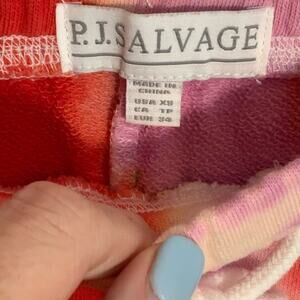 P.J.SALVAGE
MADE IN
CHINA
USA XS
CA TP
EUR 34